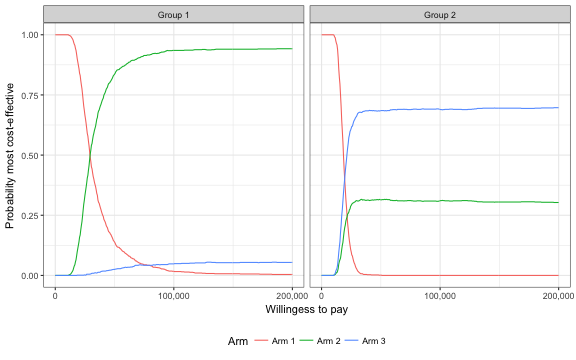 Group 1
Group 2
Probability most cost-effective
1.00
0.75
0.50
0.25
0.00
0
100,000
200,000
0
100,000
200,000
Willingness to pay
Arm
Arm 1
Arm 2
Arm 3